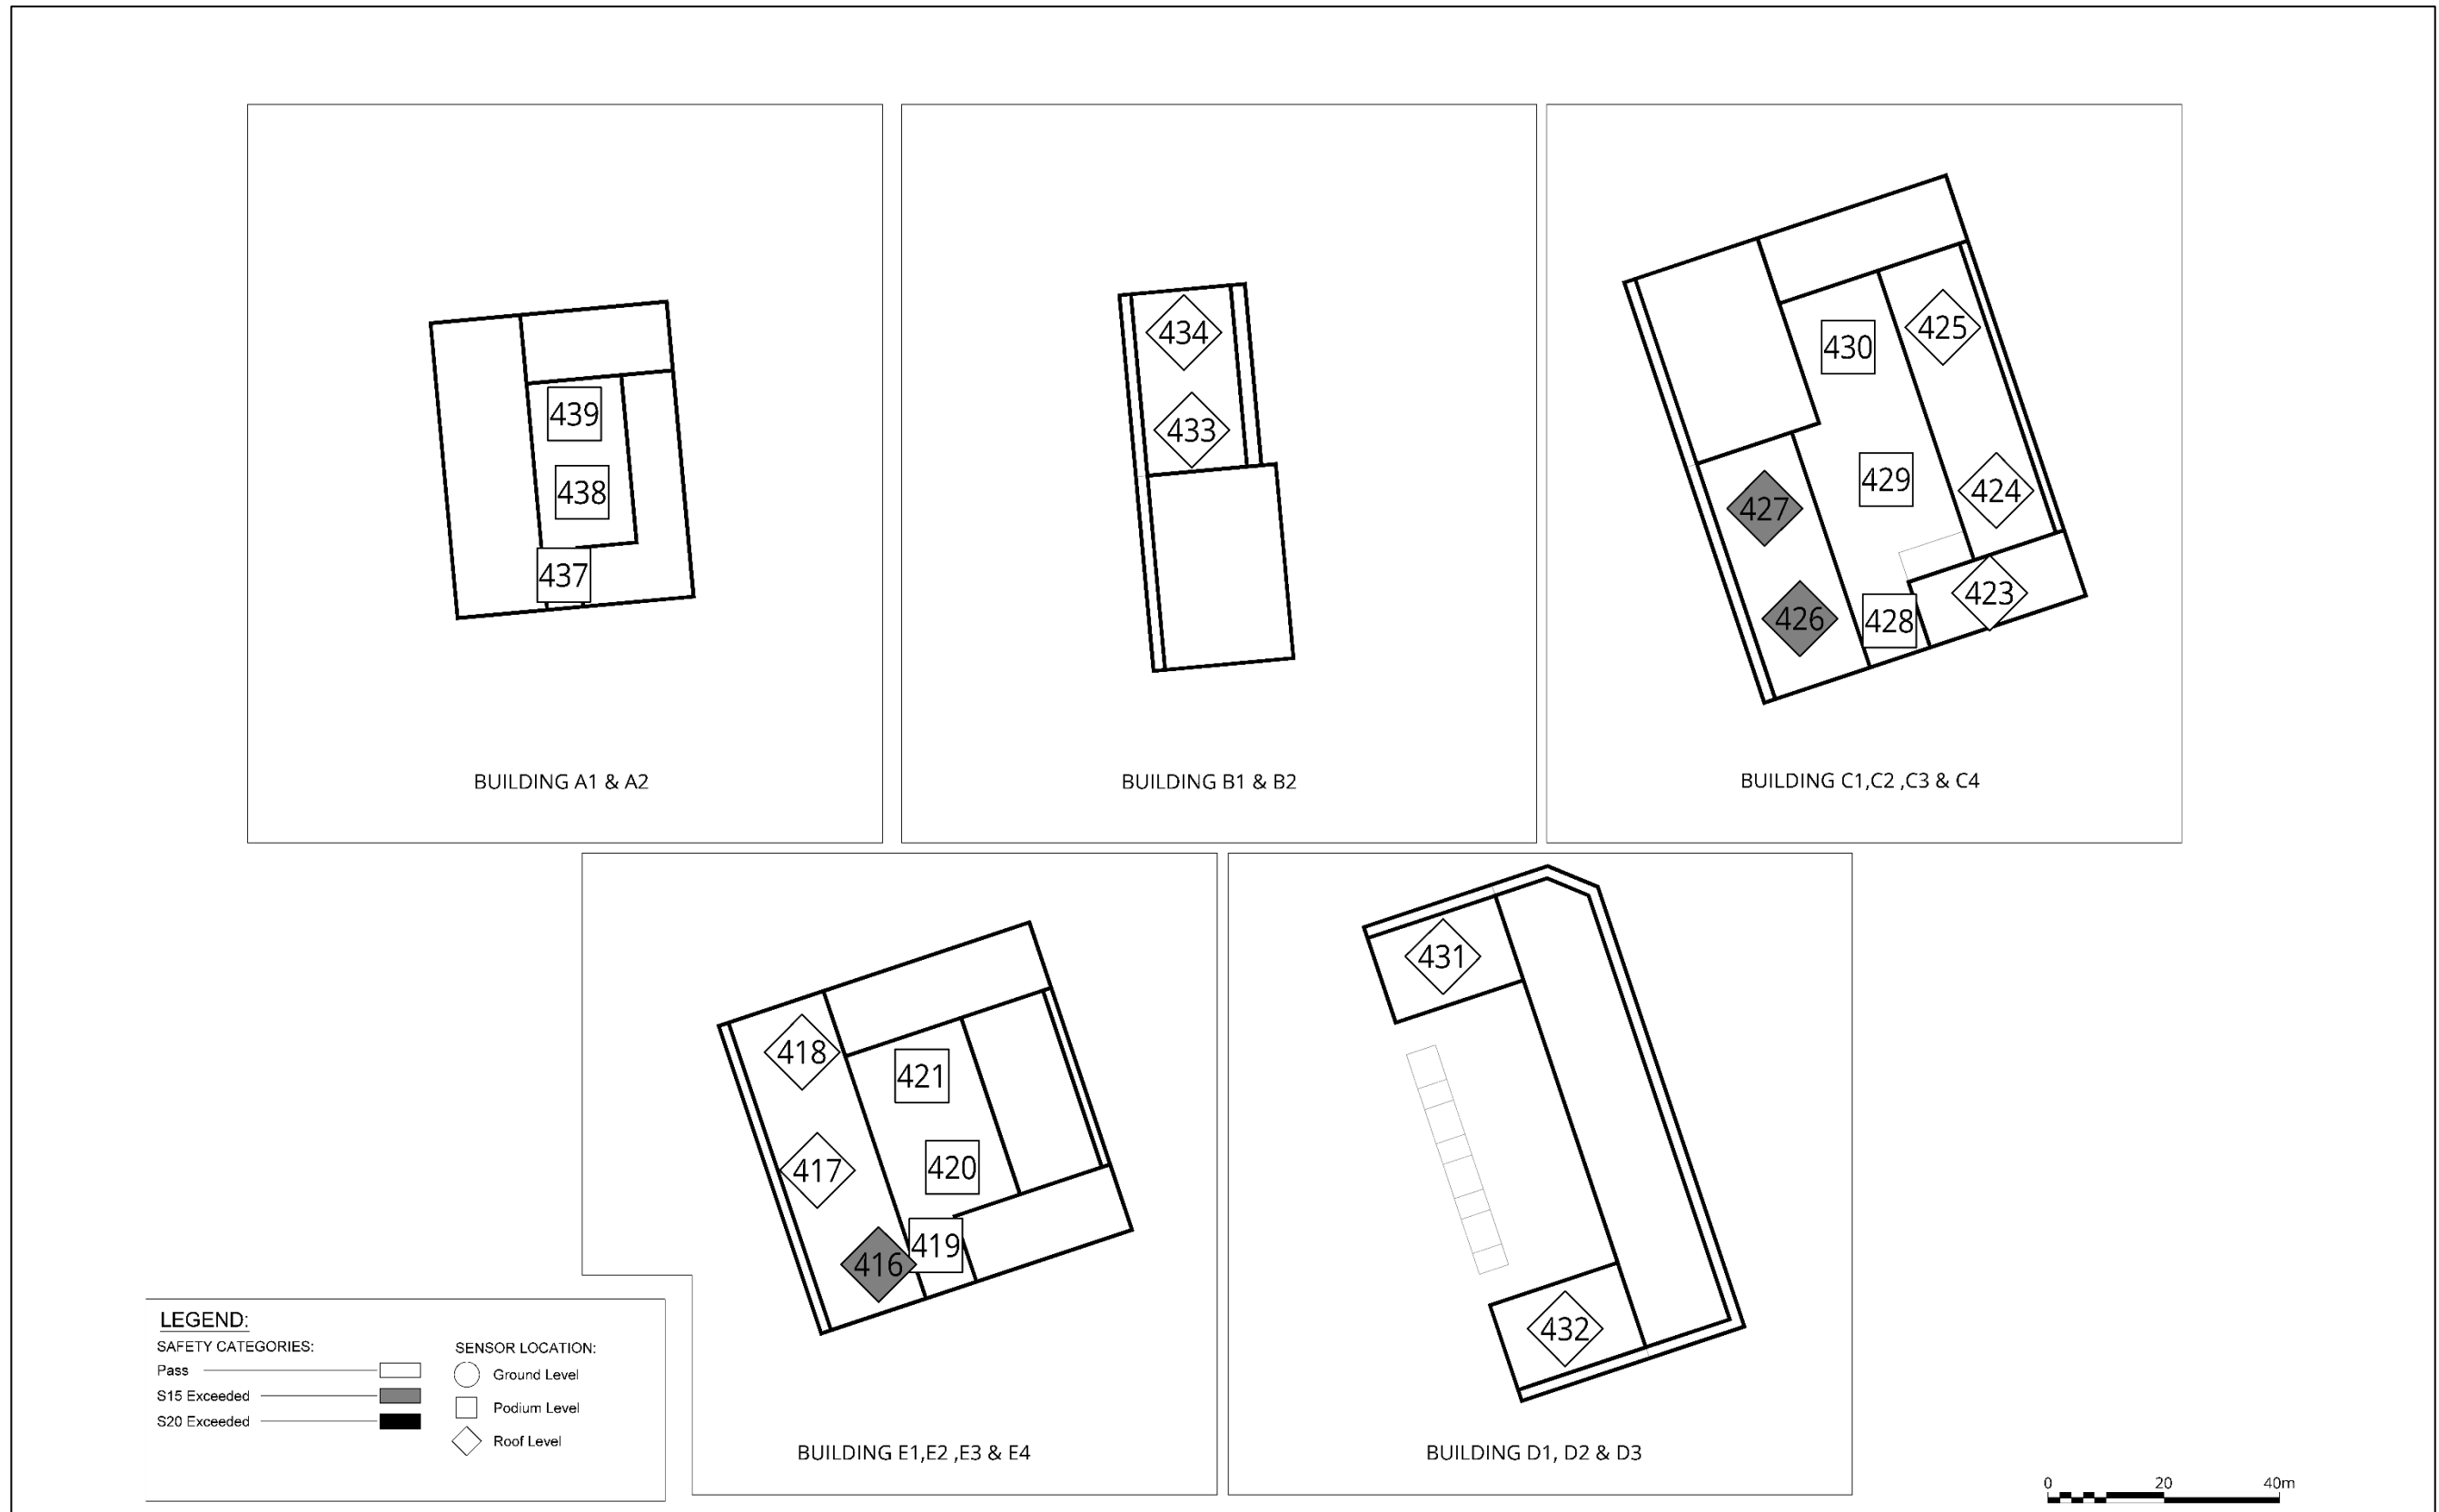 439
438
437
BUILDING A1 & A2
434
433
BUILDING B1 & B2
425
430
429
424
427
423
426
428
BUILDING C1,C2 ,C3 & C4
418
421
417
420
419
416
BUILDING E1,E2 ,E3 & E4
431
432
BUILDING D1, D2 & D3
LEGEND:
SAFETY CATEGORIES:
Pass
S15 Exceeded
S20 Exceeded
SENSOR LOCATION:
Ground Level
Podium Level
Roof Level
0 20 40m